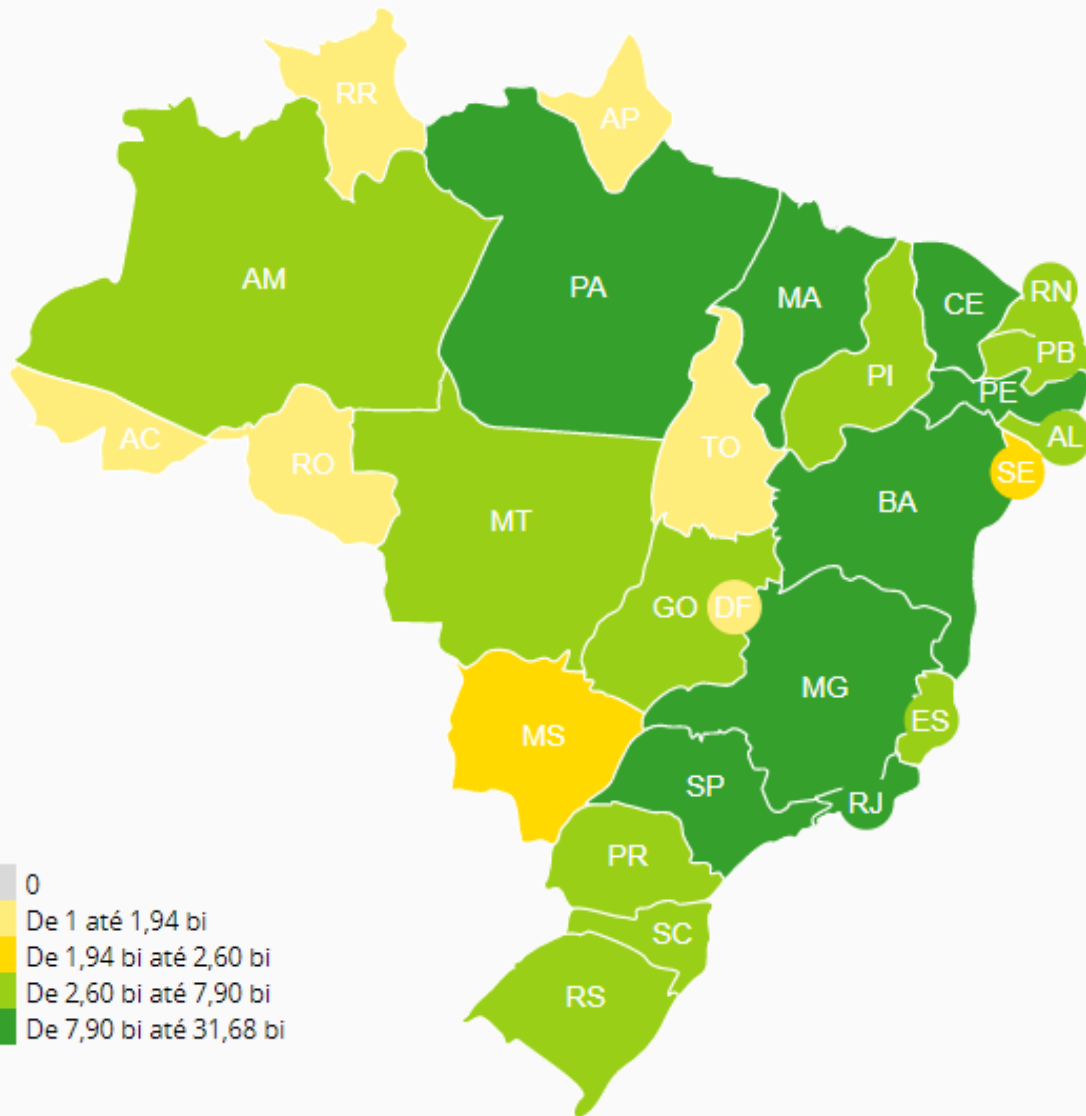 RR
AP
AM
PA
MA
CE
RN
PB
PI
PE
AL
AC
RO
TO
SE
BA
MT
GO
DF
MG
MS
ES
SP
RJ
PR
SC
RS
0
De 1 até 1,94 bi
De 1,94 bi até 2,60 bi
De 2,60 bi até 7,90 bi
De 7,90 bi até 31,68 bi